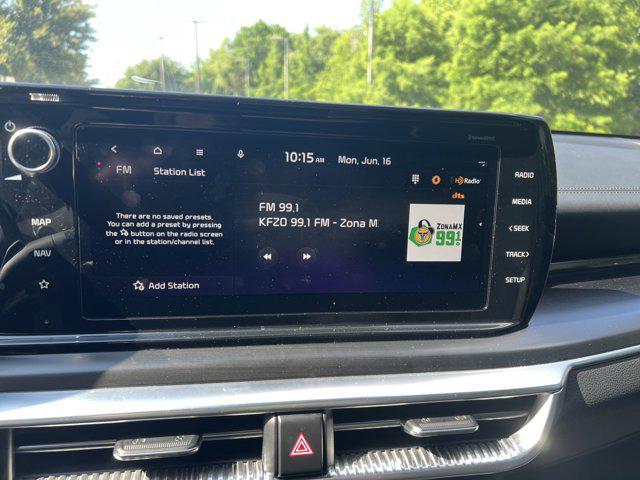 SiriusXM
10:15 AM Mon, Jun. 16
FM Station List
HD Radio
dts
RADIO
MEDIA
< SEEK
TRACK >
SETUP
MAP
NAV
There are no saved presets.
You can add a preset by pressing
the button on the radio screen
or in the station/channel list.
FM 99.1
KFZO 99.1 FM - Zona M
ZONAMX
99.1
Add Station